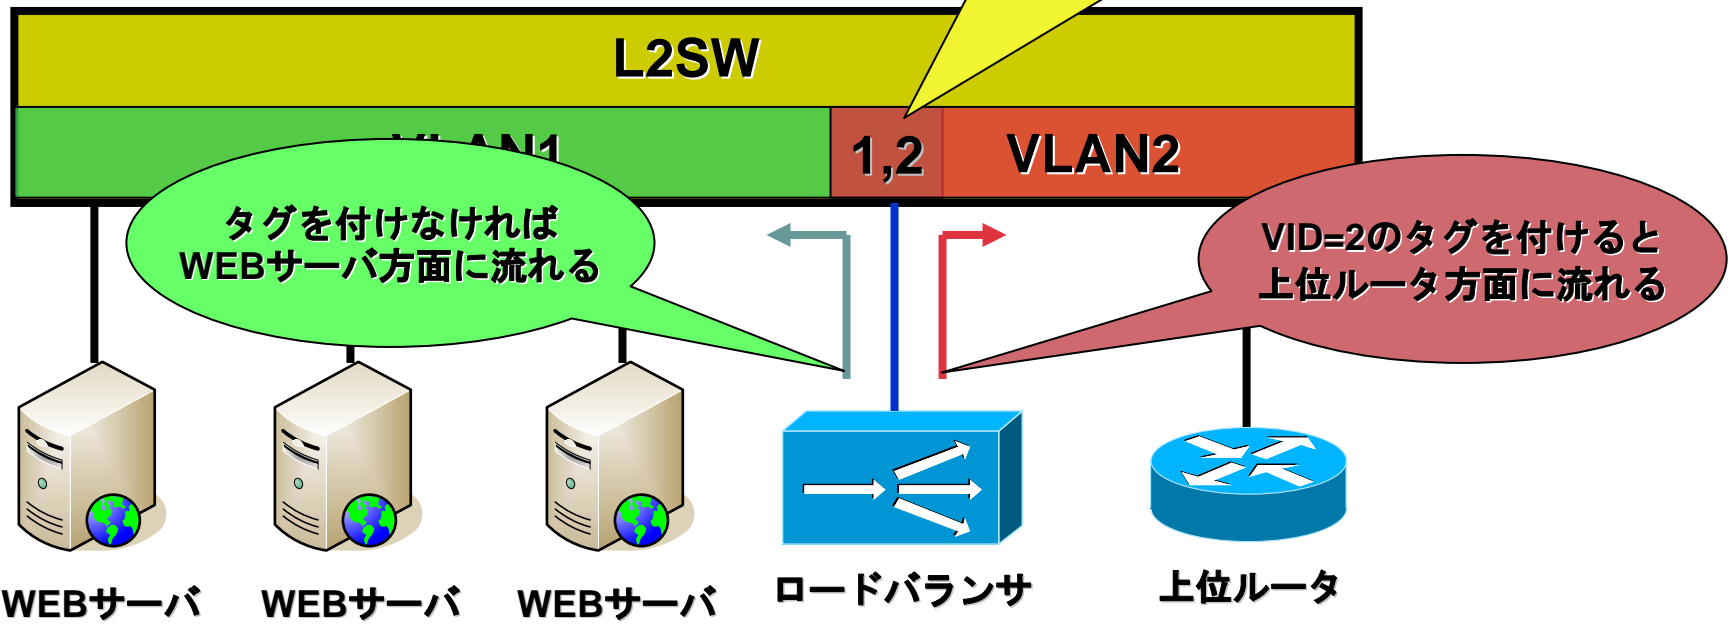 L2SW
VLAN1
1,2
VLAN2
タグを付けなければ
WEBサーバ方面に流れる
VID=2のタグを付けると
上位ルータ方面に流れる
WEBサーバ
WEBサーバ
WEBサーバ
ロードバランサ
上位ルータ